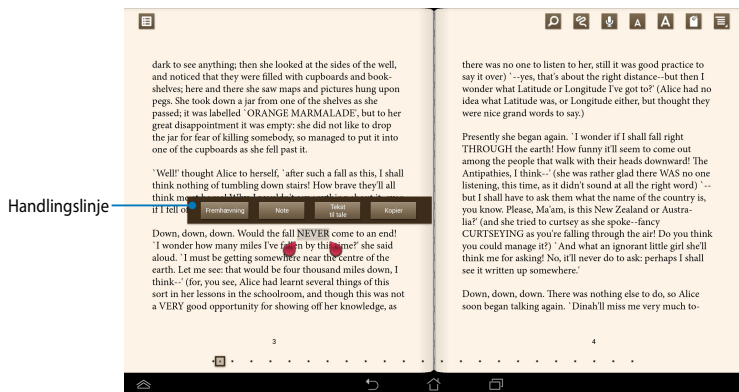 dark to see anything; then she looked at the sides of the well,
and noticed that they were filled with cupboards and book-
shelves; here and there she saw maps and pictures hung upon
pegs. She took down a jar from one of the shelves as she
passed; it was labelled `ORANGE MARMALADE', but to her
great disappointment it was empty: she did not like to drop
the jar for fear of killing somebody, so managed to put it into
one of the cupboards as she fell past it.
`Well!' thought Alice to herself, `after such a fall as this, I shall
think nothing of tumbling down stairs! How brave they'll all
think
if I fell
Handlingslinje
Fremhævning
Note
Tekst
til tale
Kopier
Down, down, down. Would the fall NEVER come to an end!
`I wonder how many miles I've fallen by this time?' she said
aloud. `I must be getting somewhere near the centre of the
earth. Let me see: that would be four thousand miles down, I
think--' (for, you see, Alice had learnt several things of this
sort in her lessons in the schoolroom, and though this was not
a VERY good opportunity for showing off her knowledge, as
3
there was no one to listen to her, still it was good practice to
say it over) `--yes, that's about the right distance--but then I
wonder what Latitude or Longitude I've got to?' (Alice had no
idea what Latitude was, or Longitude either, but thought they
were nice grand words to say.)
Presently she began again. `I wonder if I shall fall right
THROUGH the earth! How funny it'll seem to come out
among the people that walk with their heads downward! The
Antipathies, I think--' (she was rather glad there WAS no one
listening, this time, as it didn't sound at all the right word) `--
but I shall have to ask them what the name of the country is,
you know. Please, Ma'am, is this New Zealand or Austra-
lia?' (and she tried to curtsey as she spoke--fancy
CURTSEYING as you're falling through the air! Do you think
you could manage it?) `And what an ignorant little girl she'll
think me for asking! No, it'll never do to ask: perhaps I shall
see it written up somewhere.'
Down, down, down. There was nothing else to do, so Alice
soon began talking again. `Dinah'll miss me very much to-
4